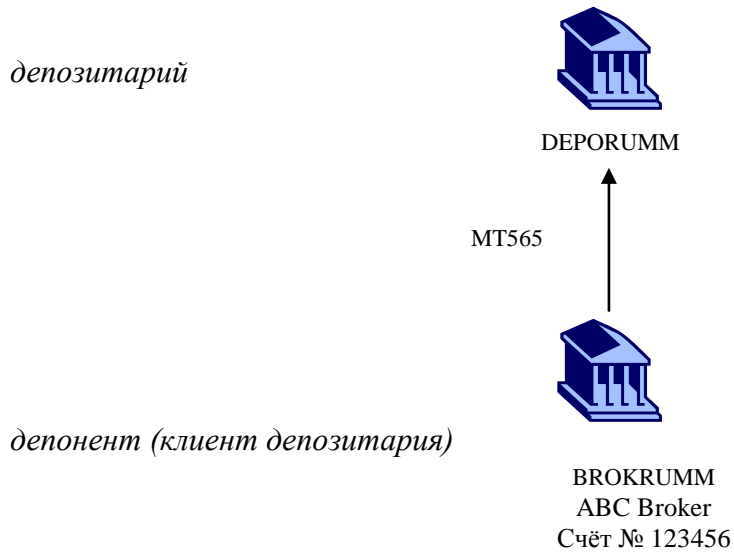 депозитарий
DEPORUMM
MT565
депонент (клиент депозитария)
BROKRUMM
ABC Broker
Счёт № 123456